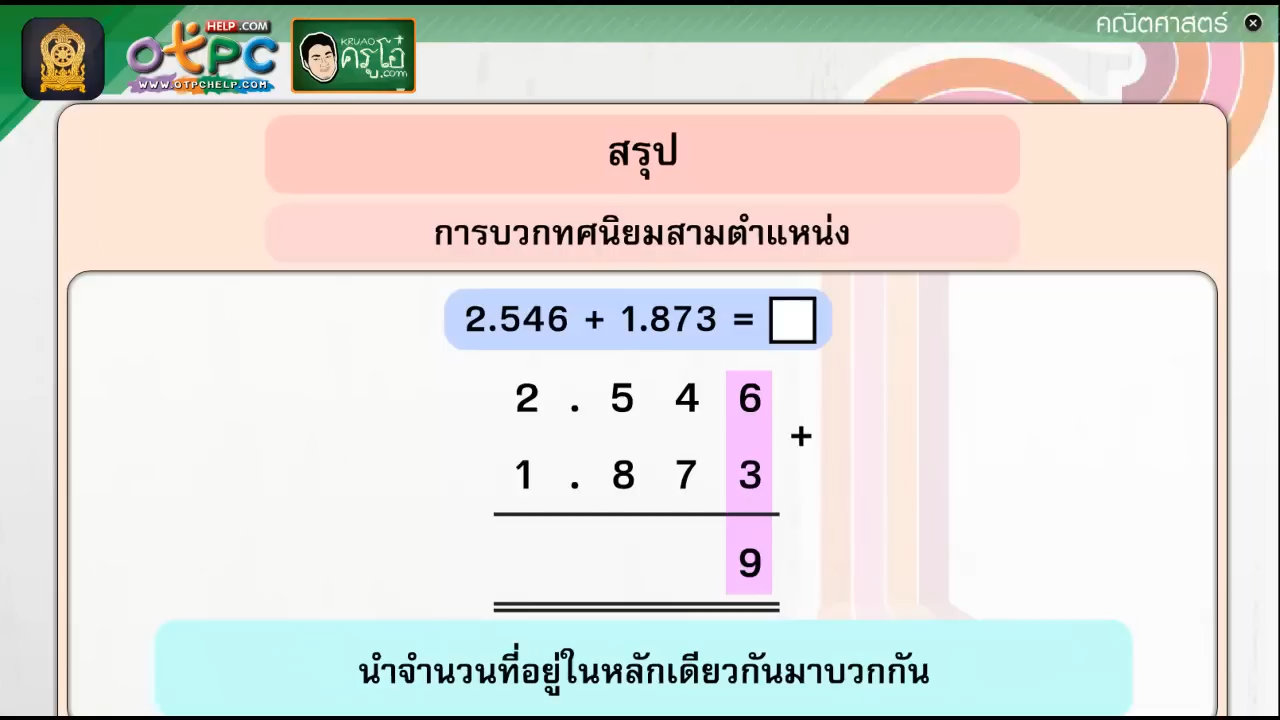 คณิตศาสตร์
HELP.COM
OTPC
WWW.OTPCHELP.COM
KRUAO
ครูโอ๋
.com
สรุป
การบวกทศนิยมสามตำแหน่ง
2.546 + 1.873 =
2 . 5 4 6
+
1 . 8 7 3
9
นำจำนวนที่อยู่ในหลักเดียวกันมาบวกกัน